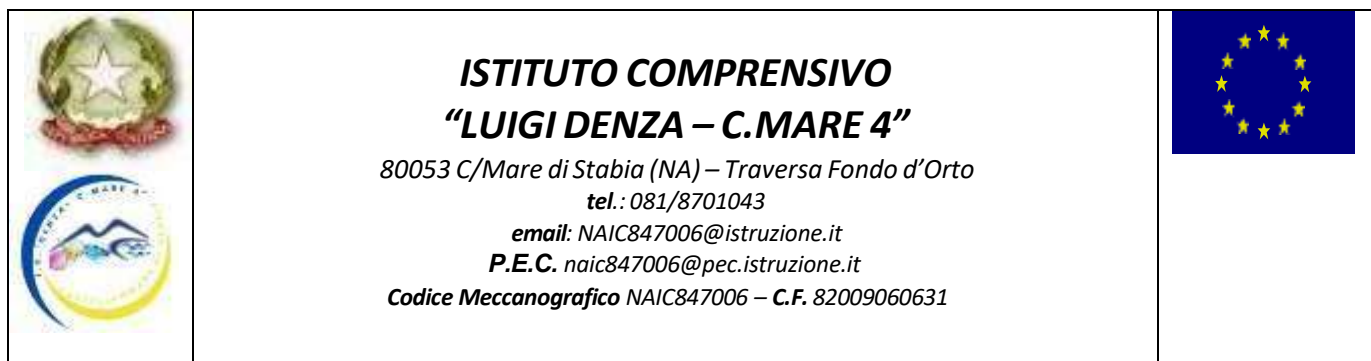 ISTITUTO COMPRENSIVO
“LUIGI DENZA – C.MARE 4”
80053 C/Mare di Stabia (NA) – Traversa Fondo d’Orto
tel.: 081/8701043
email: NAIC847006@istruzione.it
P.E.C. naic847006@pec.istruzione.it
Codice Meccanografico NAIC847006 – C.F. 82009060631